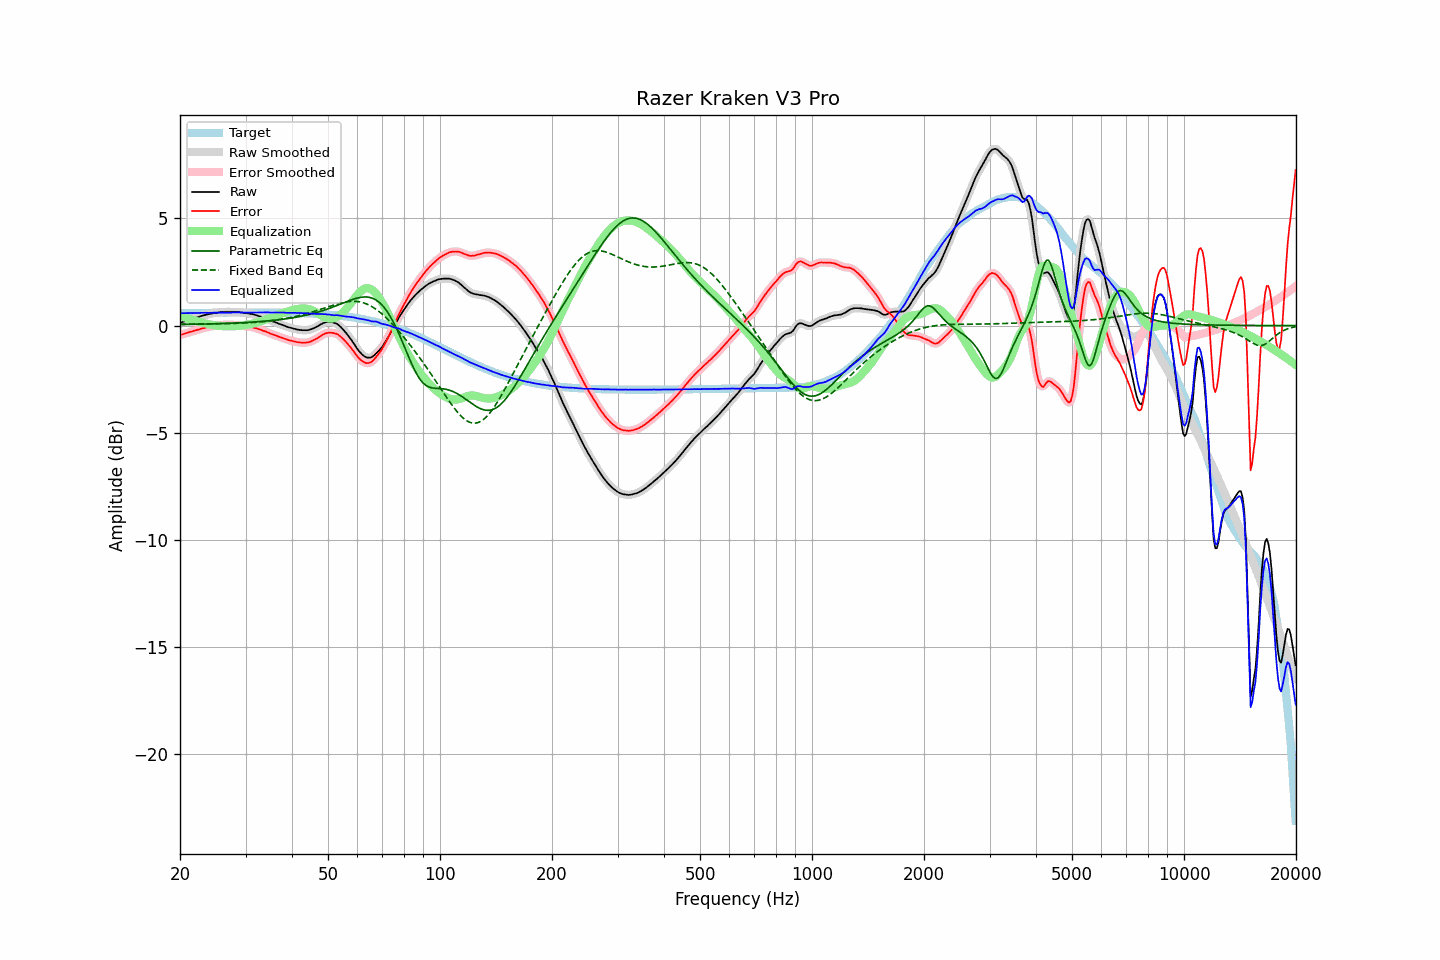 Razer Kraken V3 Pro
Target
Raw Smoothed
Error Smoothed
Raw
Error
Equalization
Parametric Eq
Fixed Band Eq
Equalized
5
0
−5
−10
−15
−20
Amplitude (dBr)
20
50
100
200
500
1000
2000
5000
10000
20000
Frequency (Hz)